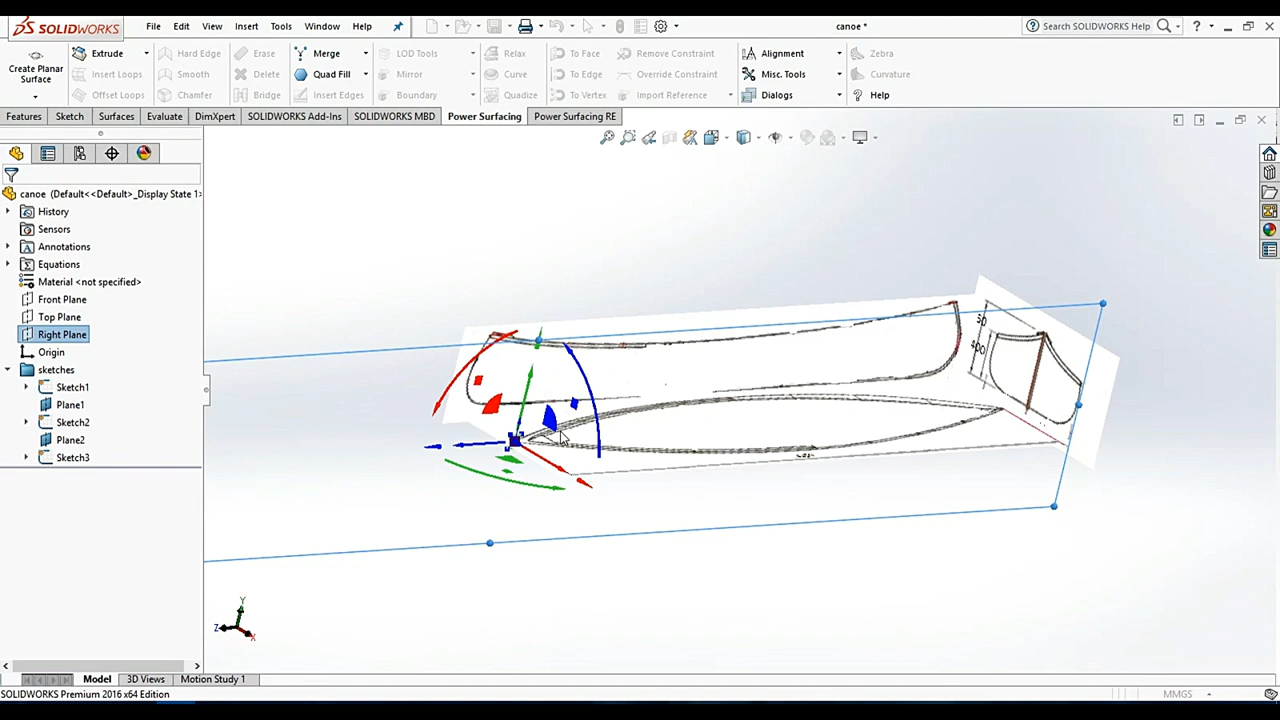 SOLIDWORKS File Edit View Insert Tools Window Help canoe * Search SOLIDWORKS Help ?
Create Planar Surface
Extrude Hard Edge Erase Merge LOD Tools Relax To Face Remove Constraint Alignment Zebra
Insert Loops Smooth Delete Quad Fill Mirror Curve To Edge Override Constraint Misc. Tools Curvature
Offset Loops Chamfer Bridge Insert Edges Boundary Quadize To Vertex Import Reference Dialogs Help
Features Sketch Surfaces Evaluate DimXpert SOLIDWORKS Add-Ins SOLIDWORKS MBD Power Surfacing Power Surfacing RE
canoe (Default<<Default>_Display State 1>
History
Sensors
Annotations
Equations
Material <not specified>
Front Plane
Top Plane
Right Plane
Origin
sketches
Sketch1
Plane1
Sketch2
Plane2
Sketch3
Y
Z
X
Model 3D Views Motion Study 1
SOLIDWORKS Premium 2016 x64 Edition MMGS